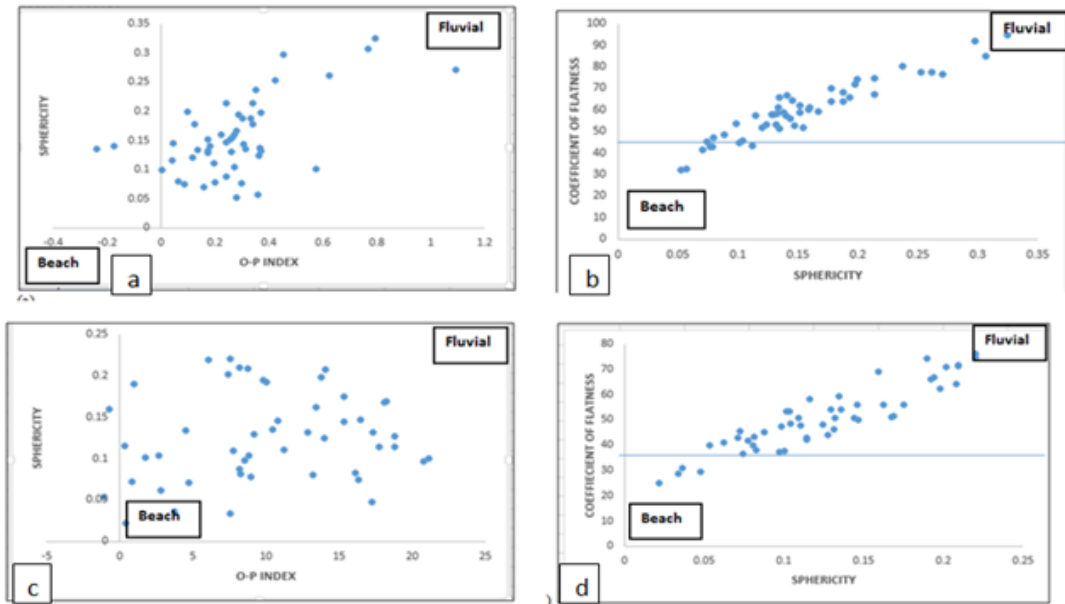 0.35
0.3
0.25
0.2
0.15
0.1
0.05
0
-0.4 -0.2 0 0.2 0.4 0.6 0.8 1 1.2
SPHERICITY
O-P INDEX
Fluvial
Beach
a
100
90
80
70
60
50
40
30
20
10
0
0 0.05 0.1 0.15 0.2 0.25 0.3 0.35
COEFFICIENT OF FLATNESS
SPHERICITY
Fluvial
Beach
b
0.25
0.2
0.15
0.1
0.05
0
-5 0 5 10 15 20 25
SPHERICITY
O-P INDEX
Fluvial
Beach
c
80
70
60
50
40
30
20
10
0
0 0.05 0.1 0.15 0.2 0.25
COEFFIECIENT OF FLATNESS
SPHERICITY
Fluvial
Beach
d